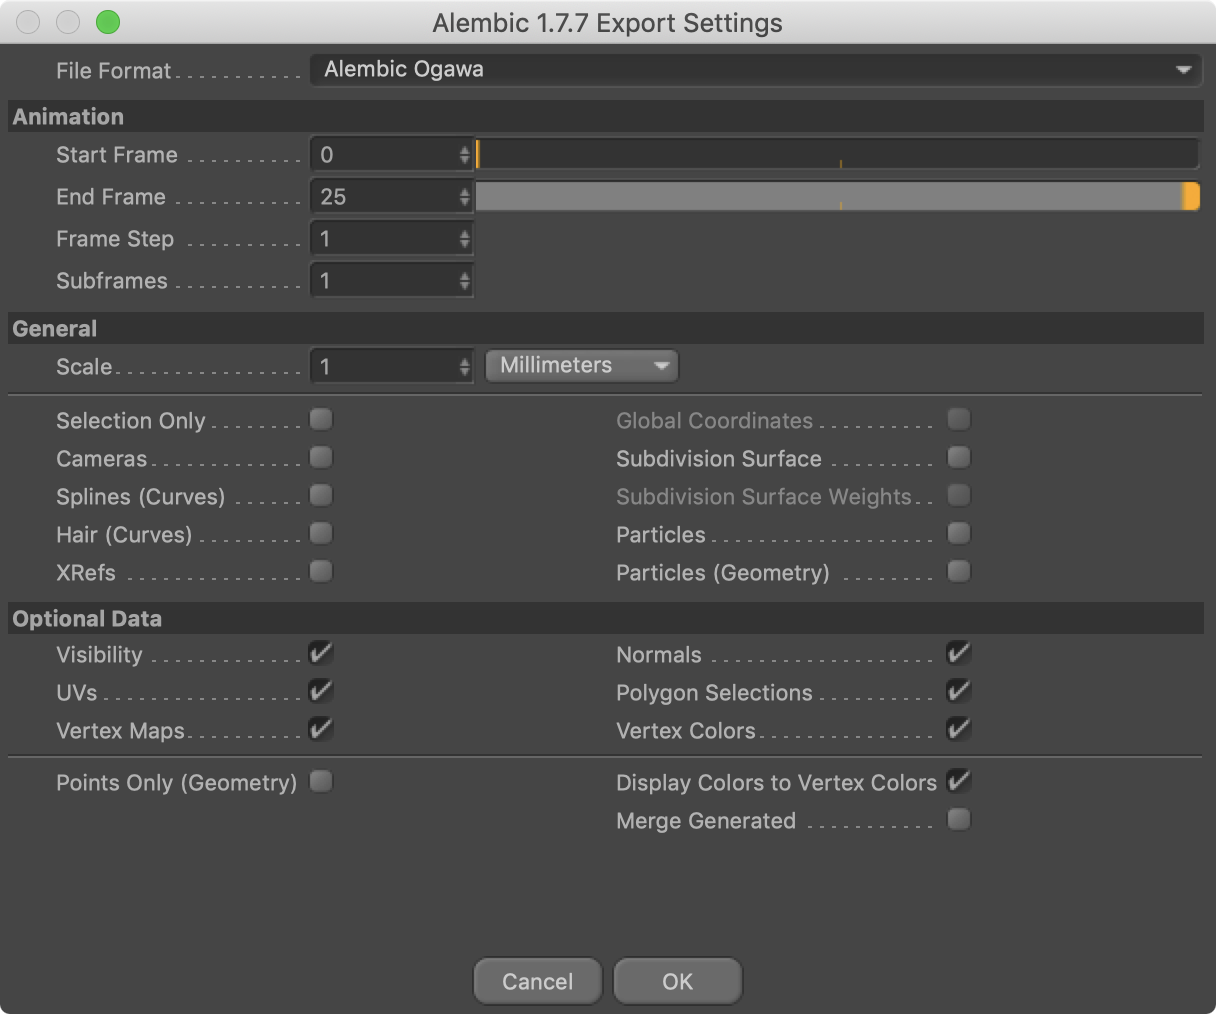 Alembic 1.7.7 Export Settings
File Format Alembic Ogawa
Animation
Start Frame 0
End Frame 25
Frame Step 1
Subframes 1
General
Scale 1 Millimeters
Selection Only Global Coordinates
Cameras Subdivision Surface
Splines (Curves) Subdivision Surface Weights
Hair (Curves) Particles
XRefs Particles (Geometry)
Optional Data
Visibility Normals
UVs Polygon Selections
Vertex Maps Vertex Colors
Points Only (Geometry) Display Colors to Vertex Colors
Merge Generated
Cancel OK